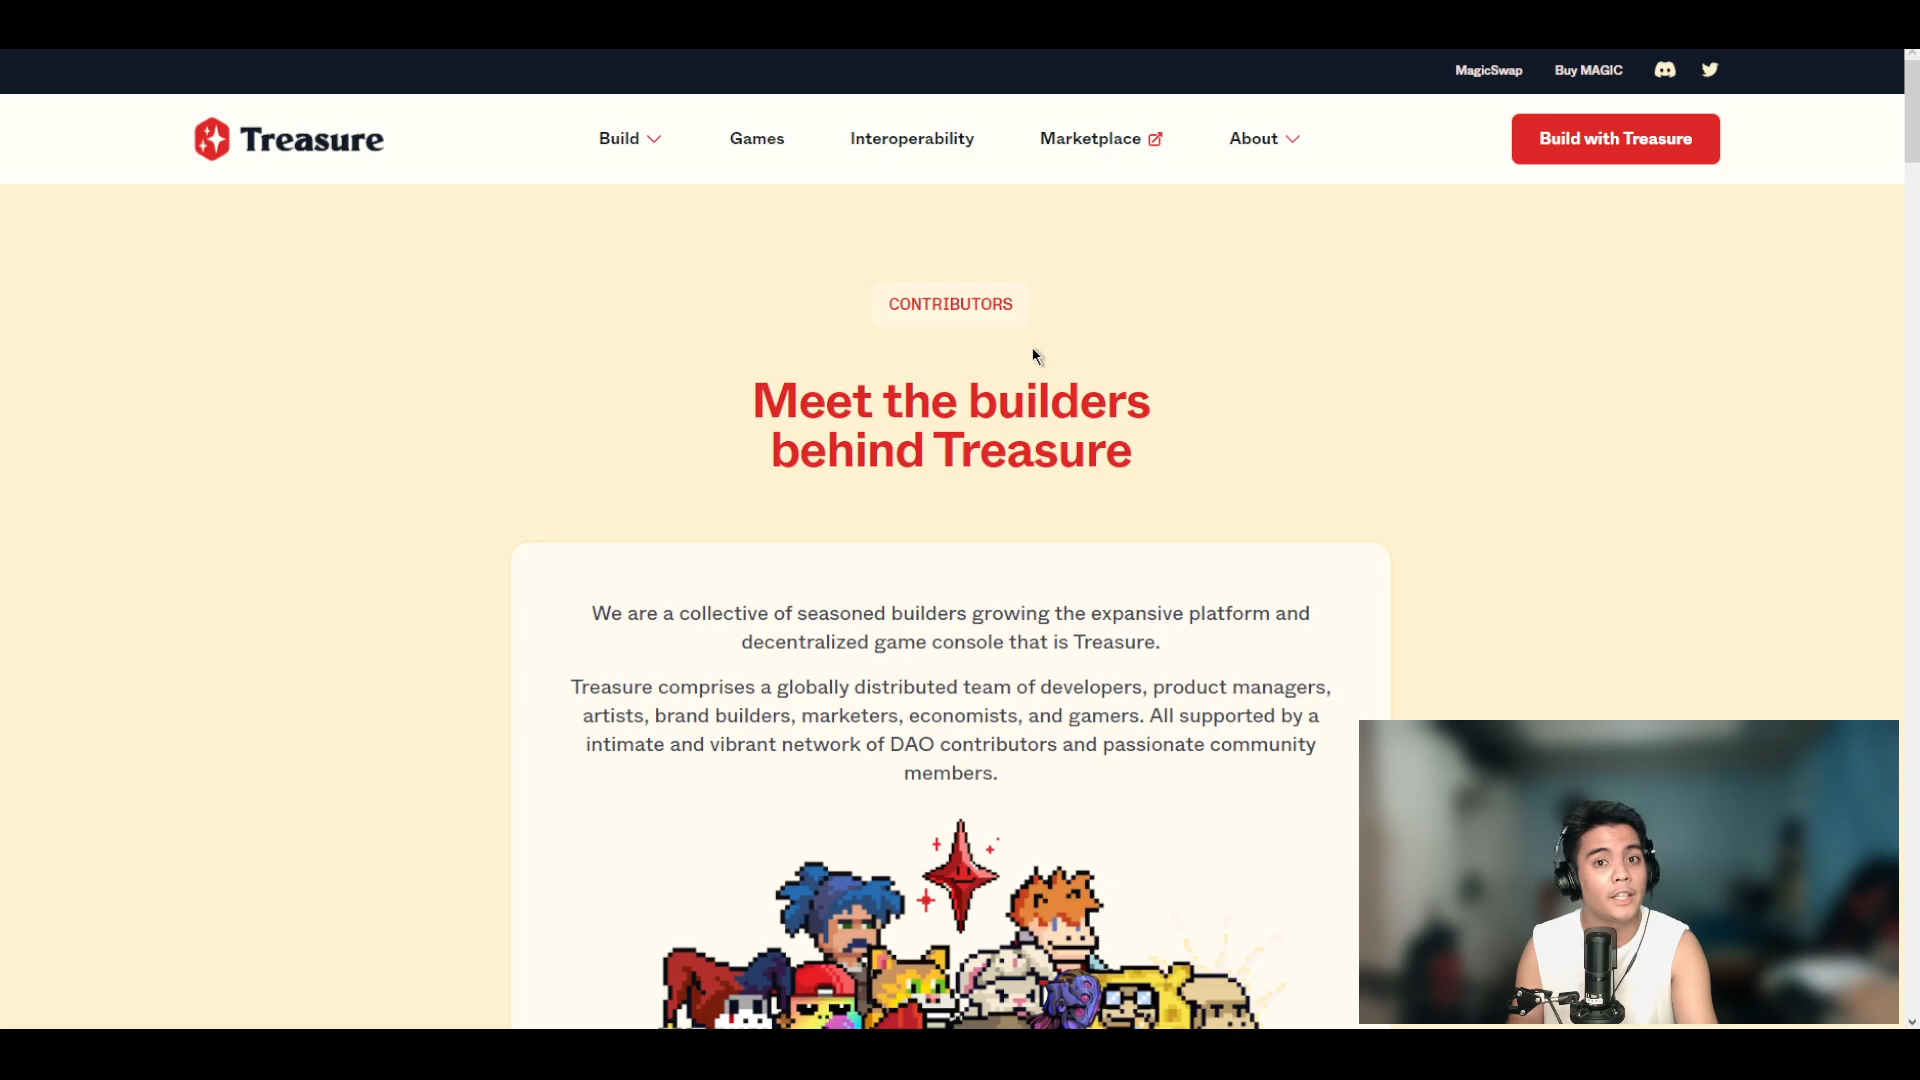 MagicSwap Buy MAGIC
Treasure
Build Games Interoperability Marketplace About
Build with Treasure
CONTRIBUTORS
Meet the builders
behind Treasure
We are a collective of seasoned builders growing the expansive platform and
decentralized game console that is Treasure.
Treasure comprises a globally distributed team of developers, product managers,
artists, brand builders, marketers, economists, and gamers. All supported by a
intimate and vibrant network of DAO contributors and passionate community
members.